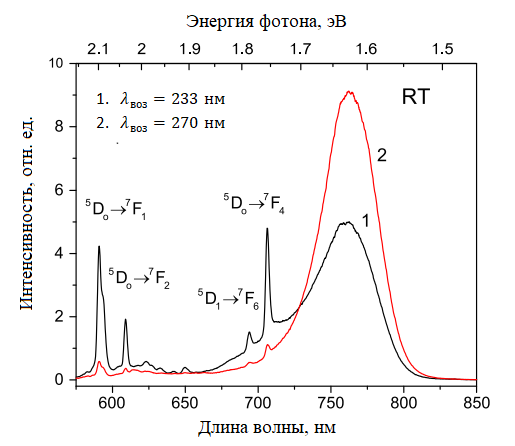 Энергия фотона, эВ
2.1 2 1.9 1.8 1.7 1.6 1.5
Интенсивность, отн. ед.
10
8
6
4
2
0
1. λвоз = 233 нм
2. λвоз = 270 нм
RT
2
1
⁵D₀→⁷F₁
⁵D₀→⁷F₂
⁵D₀→⁷F₄
⁵D₁→⁷F₆
600 650 700 750 800 850
Длина волны, нм